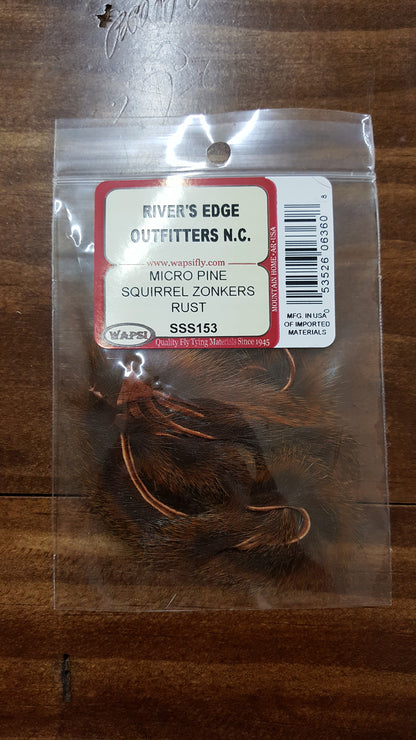 RIVER'S EDGE
OUTFITTERS N.C.
www.wapsifly.com
MICRO PINE
SQUIRREL ZONKERS
RUST
SSS153
WAPSI
Quality Fly Tying Materials Since 1945
MOUNTAIN HOME • AR • USA
0 53526 06360 8
MFG. IN USA
OF IMPORTED
MATERIALS